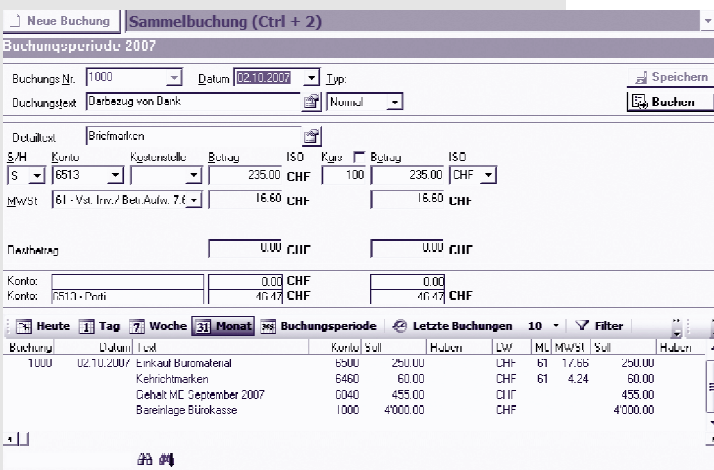 Neue Buchung Sammelbuchung (Ctrl + 2)
Buchungsperiode 2007
Buchungs Nr. 1000 Datum 02.10.2007 Typ: Speichern
Buchungstext Barbezug von Bank Normal Buchen
Detailtext Briefmarken
S/H Konto Kostenstelle Betrag ISO Kurs Betrag ISO
S 6513 235.00 CHF 100 235.00 CHF
MWSt 61 - Vst. Inv./ Betr.Aufw. 7.6 16.60 CHF 16.60 CHF
Restbetrag 0.00 CHF 0.00 CHF
Konto: 0.00 CHF 0.00
Konto: 6513 - Porti 46.47 CHF 46.47 CHF
Heute Tag Woche 31 Monat Buchungsperiode Letzte Buchungen 10 Filter
Buchung Datum Text Konto Soll Haben LW MWSt Soll Haben
1000 02.10.2007 Einkauf Büromaterial 6500 250.00 CHF 61 17.66 250.00
Kehrichtmarken 6460 60.00 CHF 61 4.24 60.00
Gehalt ME September 2007 6040 455.00 CHF 455.00
Bareinlage Bürokasse 1000 4'000.00 CHF 4'000.00